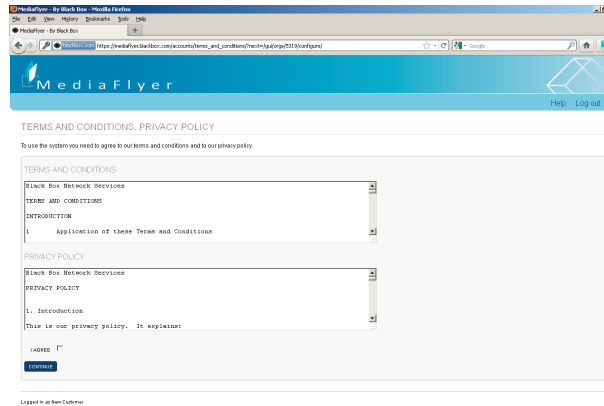 MediaFlyer - By Black Box - Mozilla Firefox
File Edit View History Bookmarks Tools Help
MediaFlyer - By Black Box
blackbox.com https://mediaflyer.blackbox.com/accounts/terms_and_conditions/?next=/gui/orgs/5319/configure/
Google
MediaFlyer
Help Log out
TERMS AND CONDITIONS, PRIVACY POLICY
To use the system you need to agree to our terms and conditions and to our privacy policy.
TERMS AND CONDITIONS
Black Box Network Services
TERMS AND CONDITIONS
INTRODUCTION
1 Application of these Terms and Conditions
PRIVACY POLICY
Black Box Network Services
PRIVACY POLICY
1. Introduction
This is our privacy policy. It explains:
I AGREE
CONTINUE
Logged in as New Customer